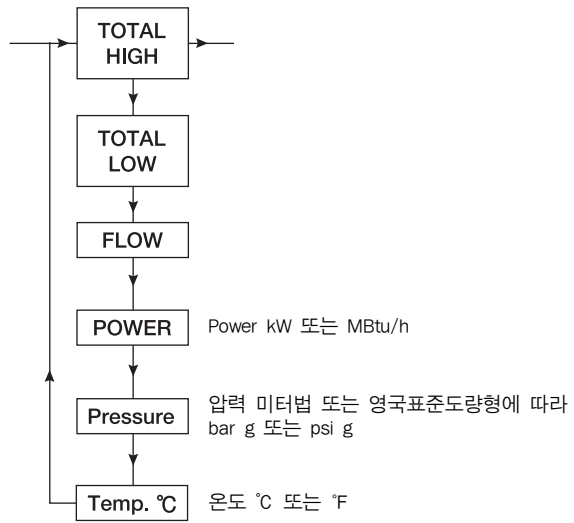 TOTAL
HIGH
TOTAL
LOW
FLOW
POWER
Power kW 또는 MBtu/h
Pressure
압력 미터법 또는 영국표준도량형에 따라
bar g 또는 psi g
Temp. ℃
온도 ℃ 또는 ℉